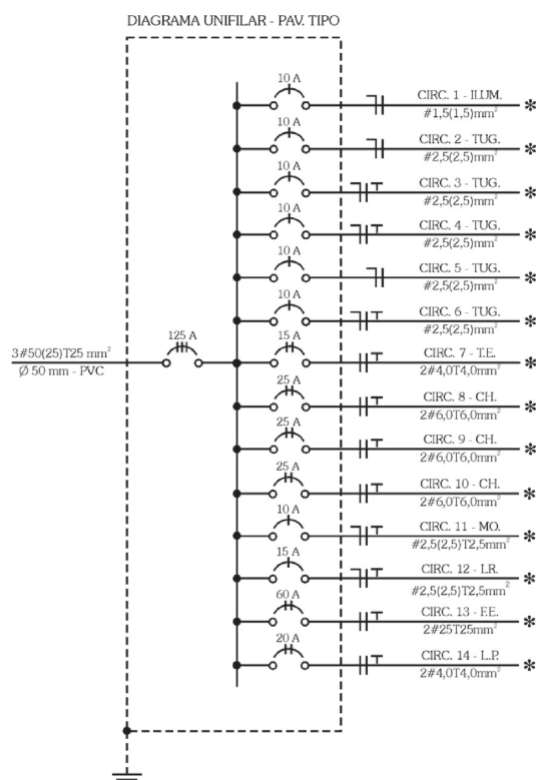 DIAGRAMA UNIFILAR - PAV. TIPO
10 A
CIRC. 1 - ILUM.
#1,5(1,5)mm²
10 A
CIRC. 2 - TUG.
#2,5(2,5)mm²
10 A
CIRC. 3 - TUG.
#2,5(2,5)mm²
10 A
CIRC. 4 - TUG.
#2,5(2,5)mm²
10 A
CIRC. 5 - TUG.
#2,5(2,5)mm²
10 A
CIRC. 6 - TUG.
#2,5(2,5)mm²
3#50(25)T25 mm²
Ø 50 mm - PVC
125 A
15 A
CIRC. 7 - T.E.
2#4,0T4,0mm²
25 A
CIRC. 8 - CH.
2#6,0T6,0mm²
25 A
CIRC. 9 - CH.
2#6,0T6,0mm²
25 A
CIRC. 10 - CH.
2#6,0T6,0mm²
10 A
CIRC. 11 - MO.
#2,5(2,5)T2,5mm²
15 A
CIRC. 12 - LR.
#2,5(2,5)T2,5mm²
60 A
CIRC. 13 - F.E.
2#25T25mm²
20 A
CIRC. 14 - L.P.
2#4,0T4,0mm²